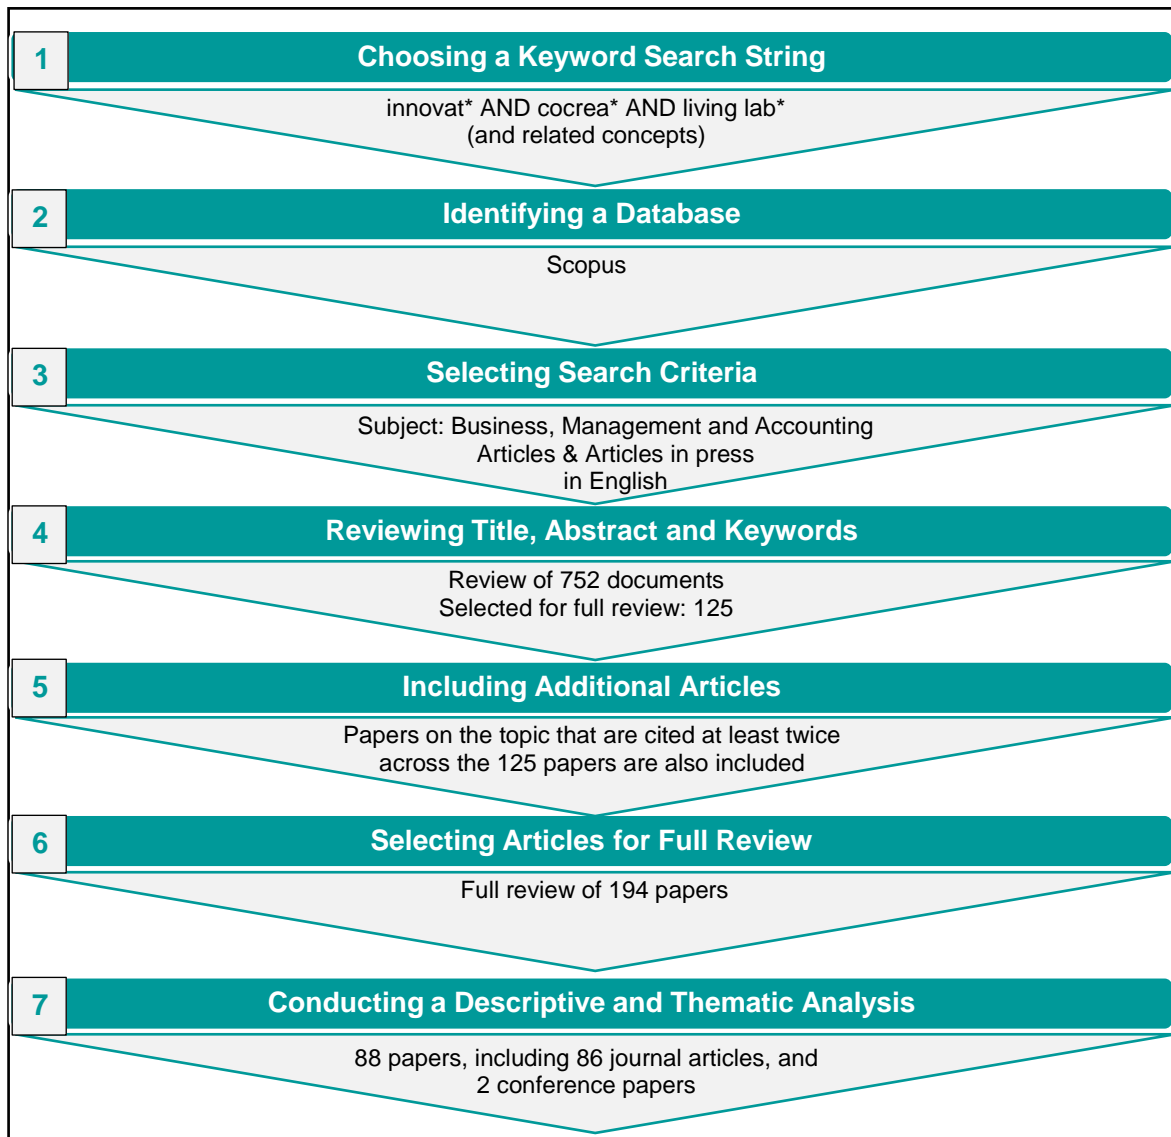 1
Choosing a Keyword Search String
innovat* AND cocrea* AND living lab*
(and related concepts)
2
Identifying a Database
Scopus
3
Selecting Search Criteria
Subject: Business, Management and Accounting
Articles & Articles in press
in English
4
Reviewing Title, Abstract and Keywords
Review of 752 documents
Selected for full review: 125
5
Including Additional Articles
Papers on the topic that are cited at least twice
across the 125 papers are also included
6
Selecting Articles for Full Review
Full review of 194 papers
7
Conducting a Descriptive and Thematic Analysis
88 papers, including 86 journal articles, and
2 conference papers